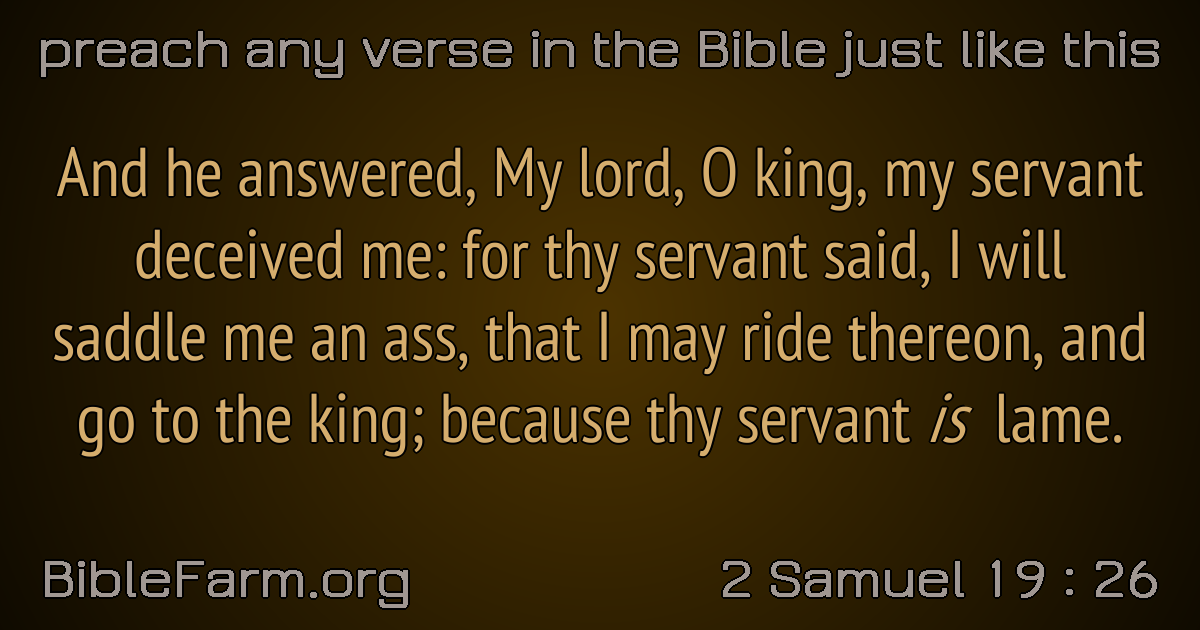 preach any verse in the Bible just like this
And he answered, My lord, O king, my servant
deceived me: for thy servant said, I will
saddle me an ass, that I may ride thereon, and
go to the king; because thy servant is lame.
BibleFarm.org
2 Samuel 19 : 26